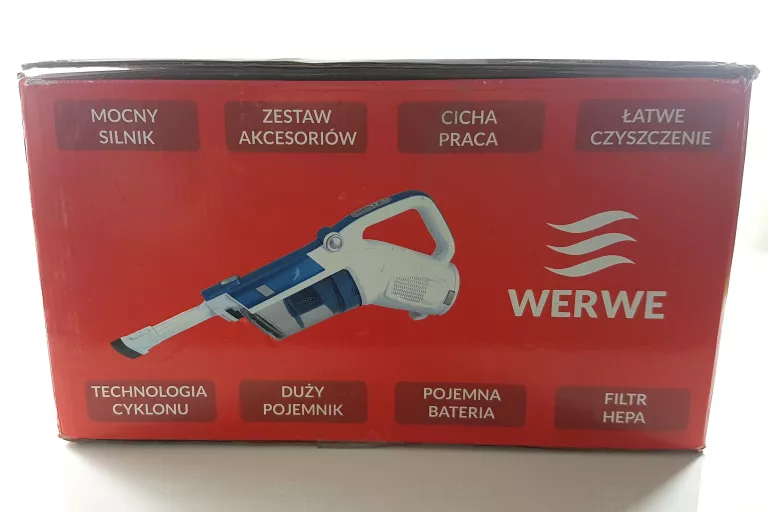 MOCNY
SILNIK
ZESTAW
AKCESORIÓW
CICHA
PRACA
ŁATWE
CZYSZCZENIE
WERWE
TECHNOLOGIA
CYKLONU
DUŻY
POJEMNIK
POJEMNA
BATERIA
FILTR
HEPA